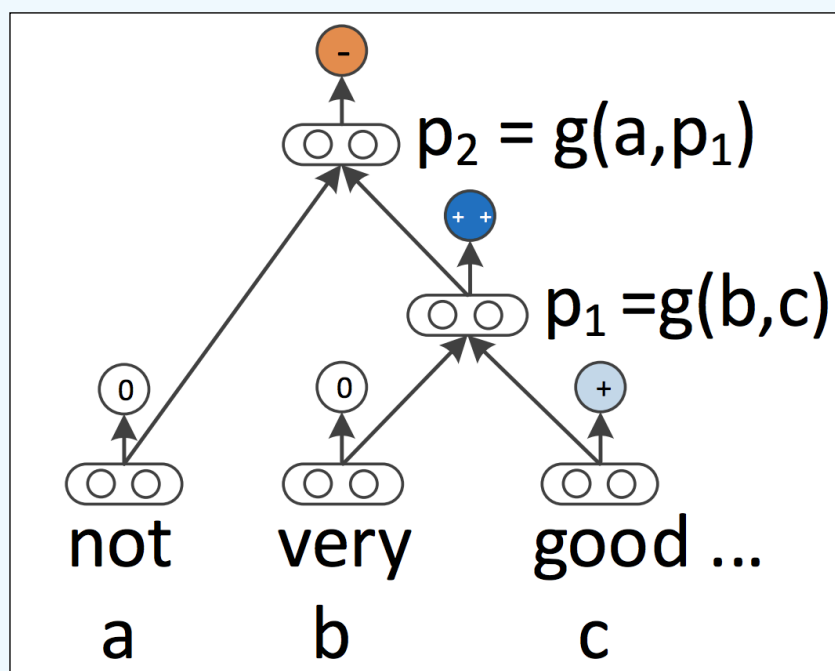 -
p₂ = g(a,p₁)
+ +
p₁ =g(b,c)
0 0 +
not very good ...
a b c